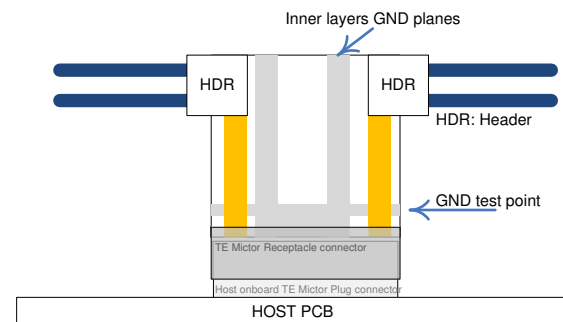 Inner layers GND planes
HDR
HDR
HDR: Header
GND test point
TE Mictor Receptacle connector
Host onboard TE Mictor Plug connector
HOST PCB